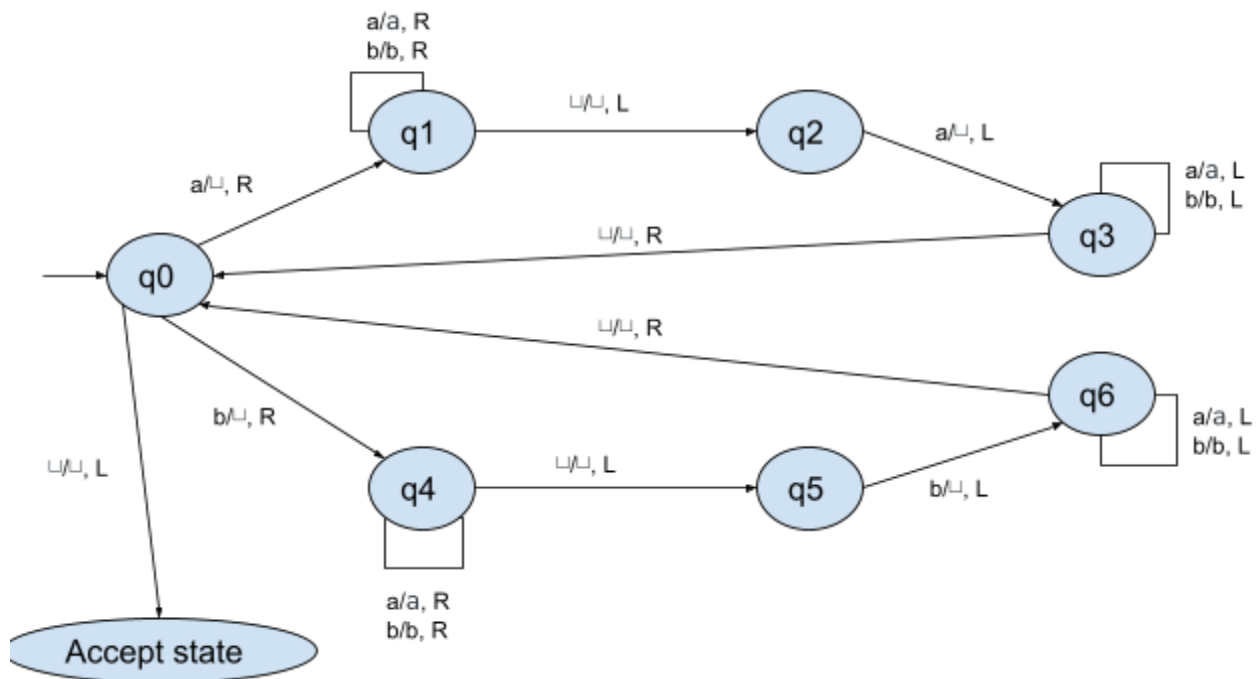 a/a, R
b/b, R
⊔/⊔, L
q1
q2
a/⊔, L
a/⊔, R
a/a, L
b/b, L
⊔/⊔, R
q3
q0
⊔/⊔, R
q6
b/⊔, R
a/a, L
b/b, L
⊔/⊔, L
⊔/⊔, L
q4
q5
b/⊔, L
a/a, R
b/b, R
Accept state